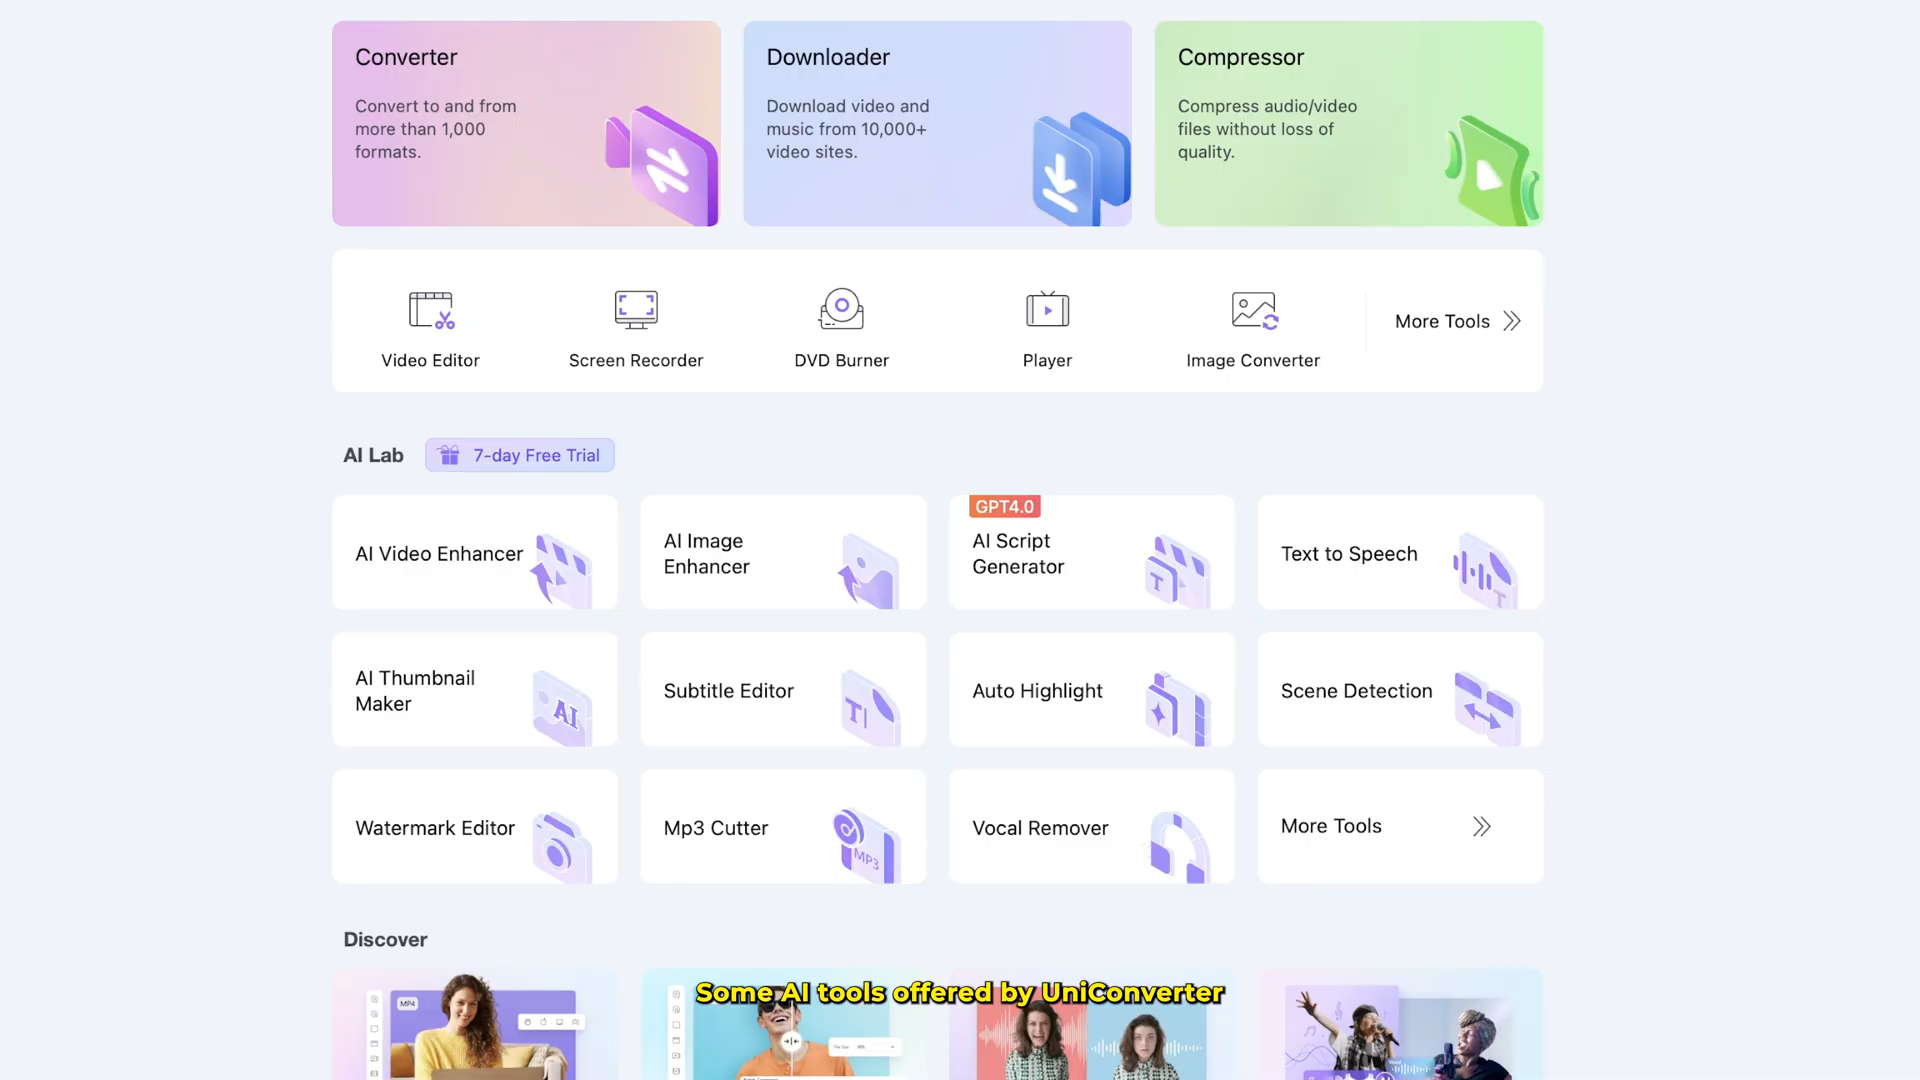 Converter
Convert to and from
more than 1,000
formats.
Downloader
Download video and
music from 10,000+
video sites.
Compressor
Compress audio/video
files without loss of
quality.
Video Editor
Screen Recorder
DVD Burner
Player
Image Converter
More Tools
AI Lab
7-day Free Trial
AI Video Enhancer
AI Image
Enhancer
GPT4.0
AI Script
Generator
T
Text to Speech
T
AI Thumbnail
Maker
AI
Subtitle Editor
T
Auto Highlight
Scene Detection
Watermark Editor
Mp3 Cutter
MP3
Vocal Remover
More Tools
Discover
MP4
Some AI tools offered by UniConverter